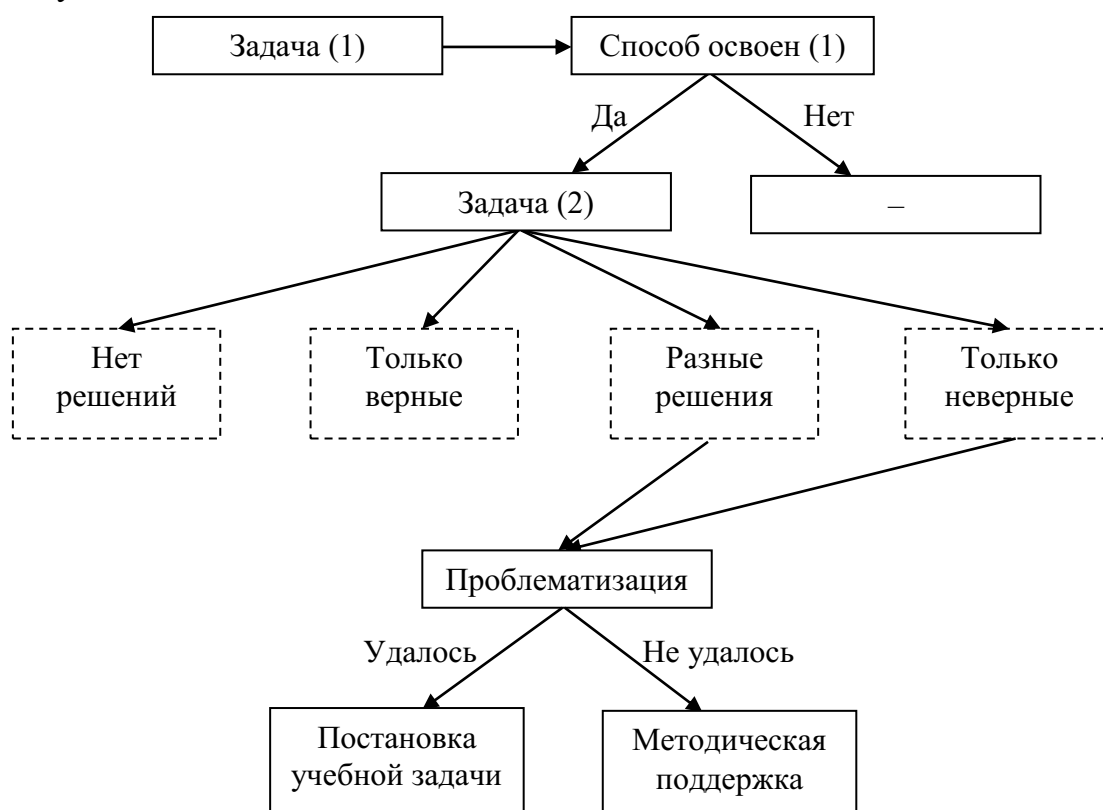 Задача (1)
Способ освоен (1)
Да
Нет
Задача (2)
–
Нет
решений
Только
верные
Разные
решения
Только
неверные
Проблематизация
Удалось
Не удалось
Постановка
учебной задачи
Методическая
поддержка